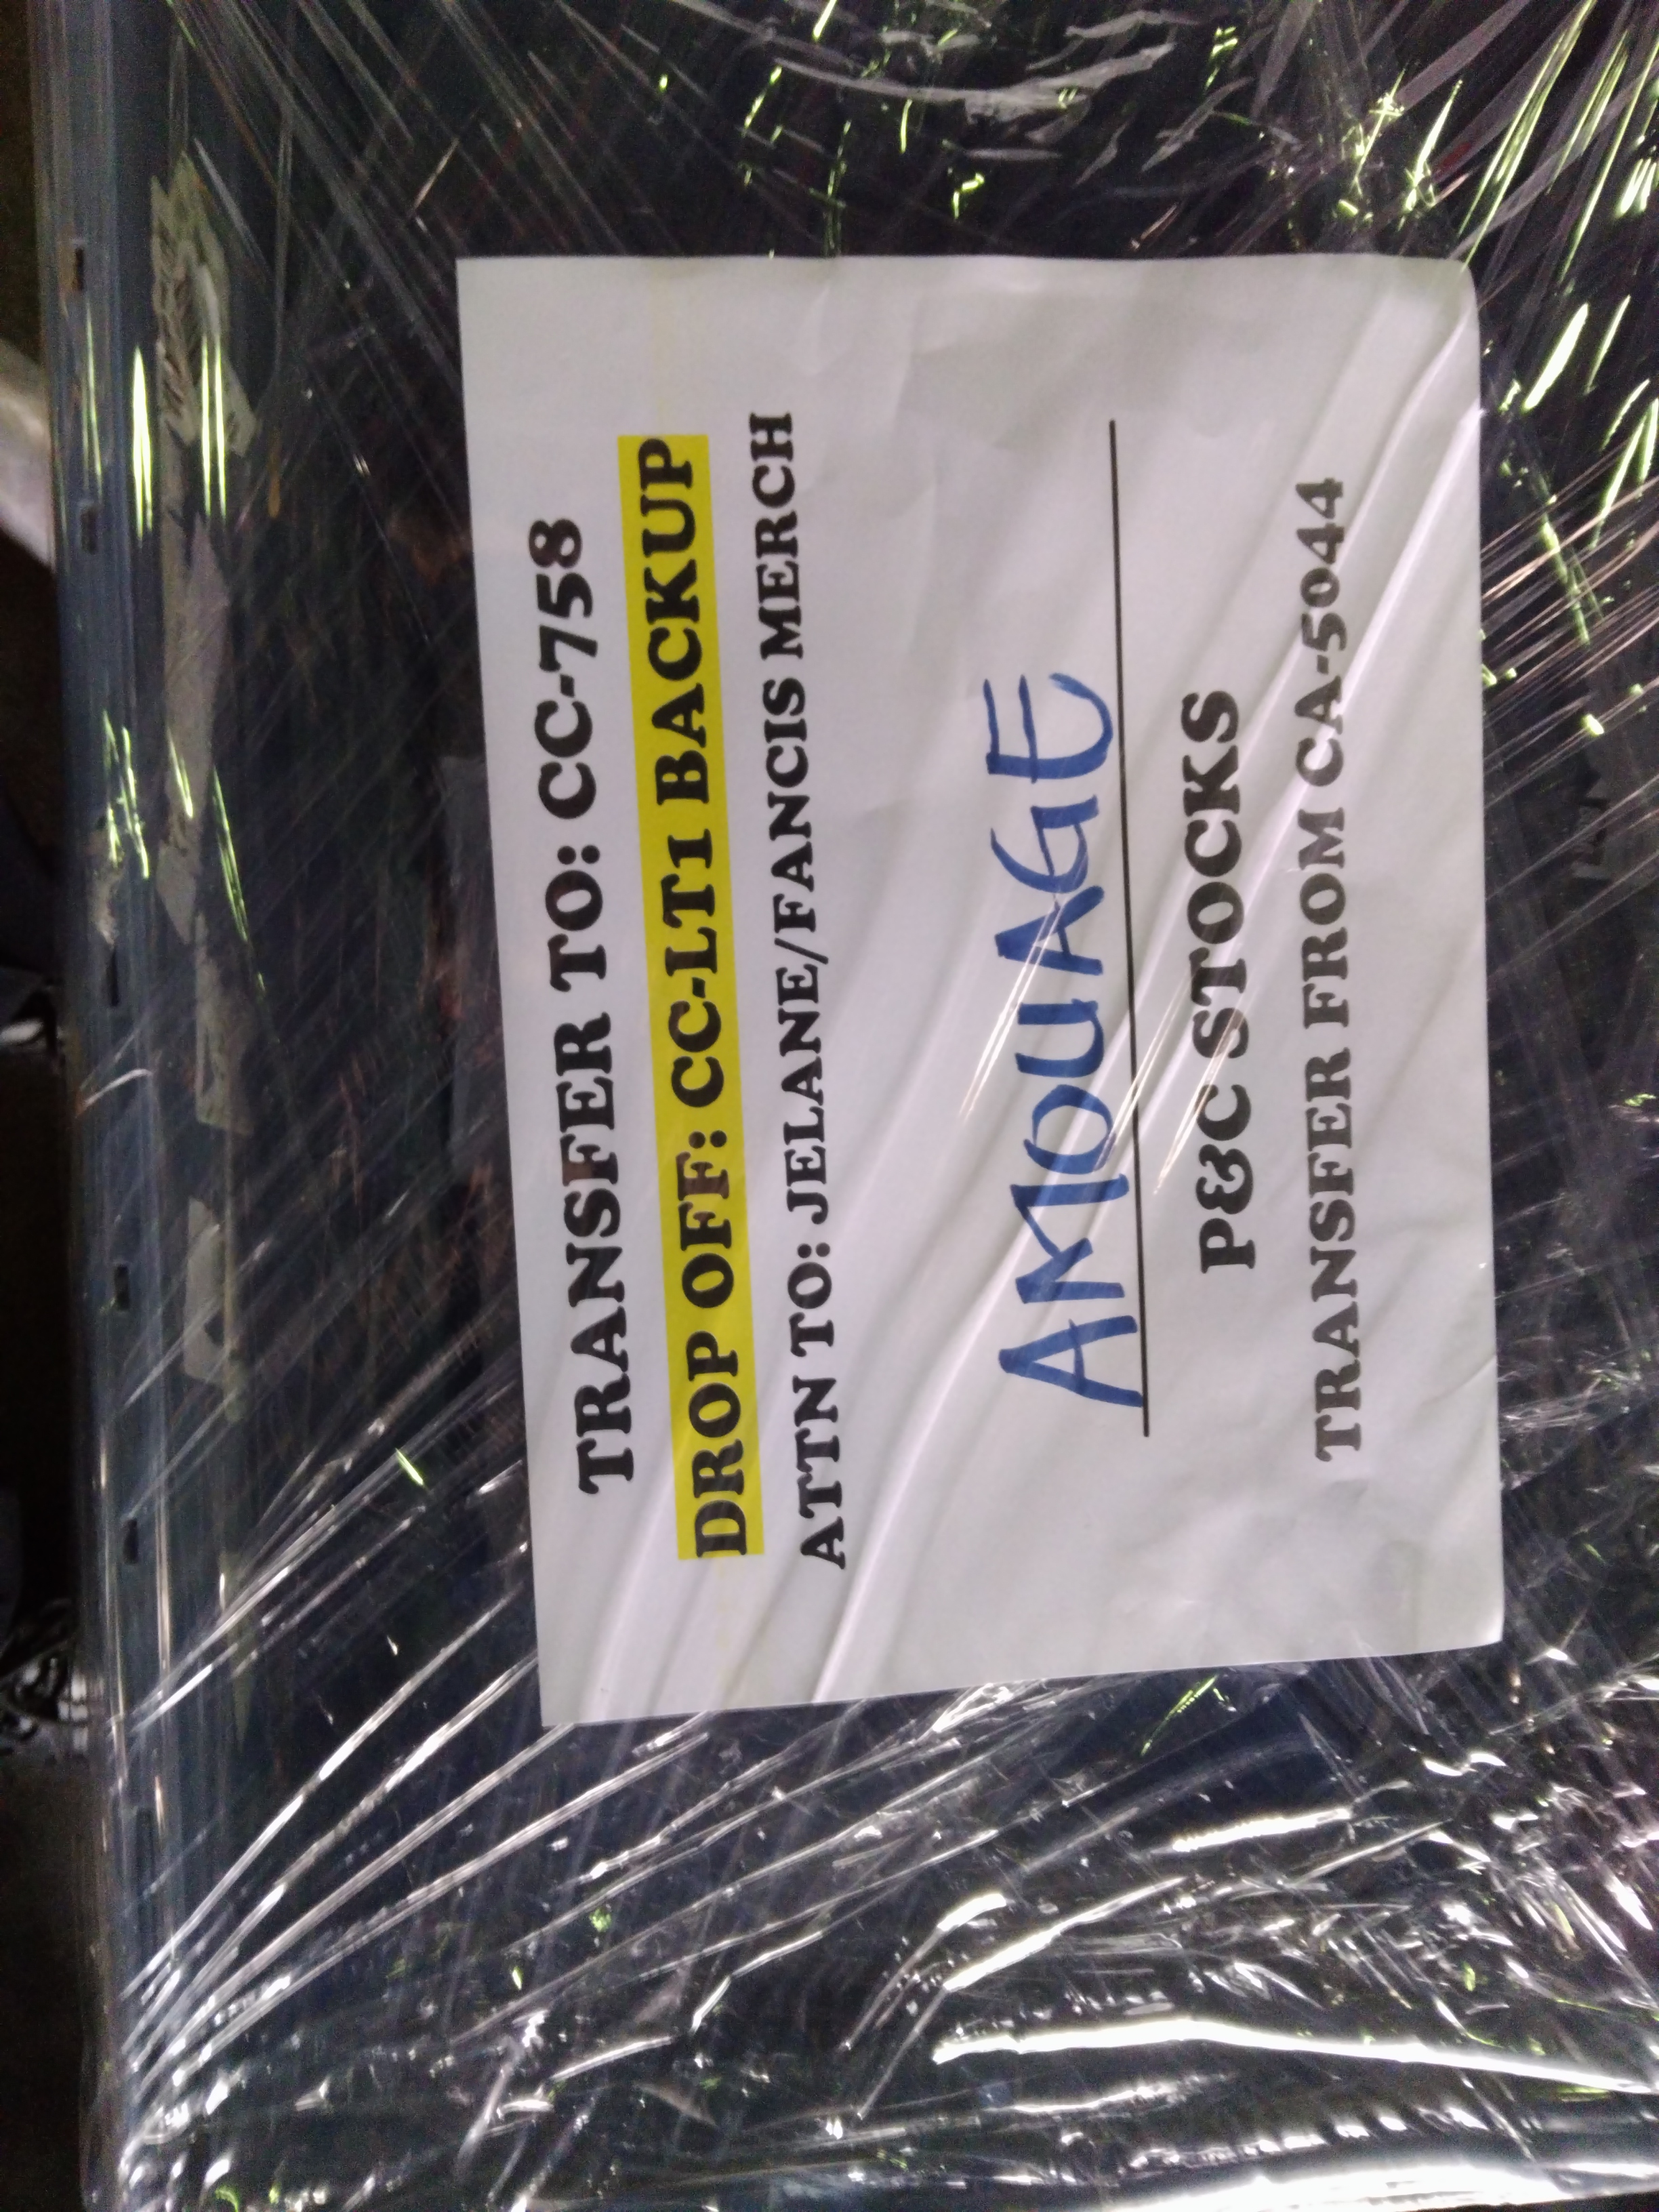 TRANSFER TO: CC-758
DROP OFF: CC-LT1 BACKUP
ATTN TO: JELANE/FANCIS MERCH
AMOUAGE
P&C STOCKS
TRANSFER FROM CA-5044